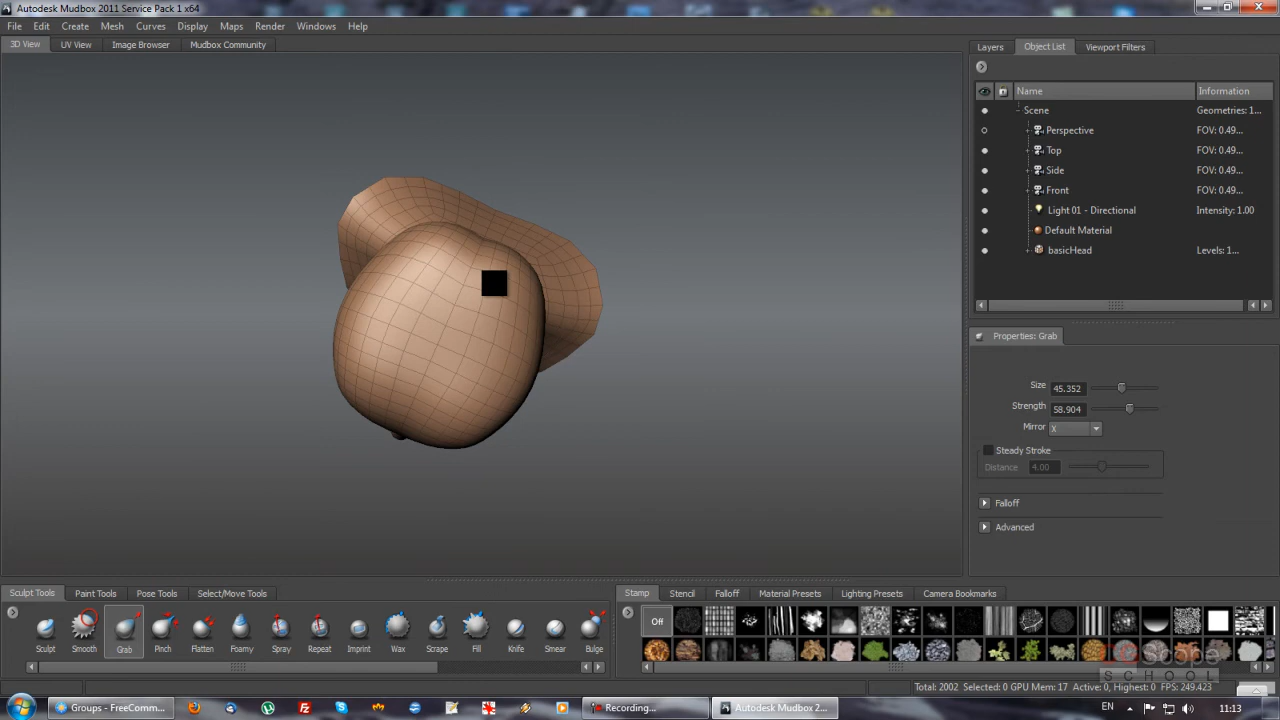 Autodesk Mudbox 2011 Service Pack 1 x64
File Edit Create Mesh Curves Display Maps Render Windows Help
3D View UV View Image Browser Mudbox Community
Layers Object List Viewport Filters
Name Information
Scene Geometries: 1...
Perspective FOV: 0.49...
Top FOV: 0.49...
Side FOV: 0.49...
Front FOV: 0.49...
Light 01 - Directional Intensity: 1.00
Default Material
basicHead Levels: 1...
Properties: Grab
Size 45.352
Strength 58.904
Mirror X
Steady Stroke
Distance 4.00
Falloff
Advanced
Sculpt Tools Paint Tools Pose Tools Select/Move Tools
Stamp Stencil Falloff Material Presets Lighting Presets Camera Bookmarks
Off
Sculpt Smooth Grab Pinch Flatten Foamy Spray Repeat Imprint Wax Scrape Fill Knife Smear Bulge
Scope
SCHOOL
Total: 2002 Selected: 0 GPU Mem: 17 Active: 0, Highest: 0 FPS: 249.423
Groups - FreeComm...
Recording...
Autodesk Mudbox 2...
EN
11:13